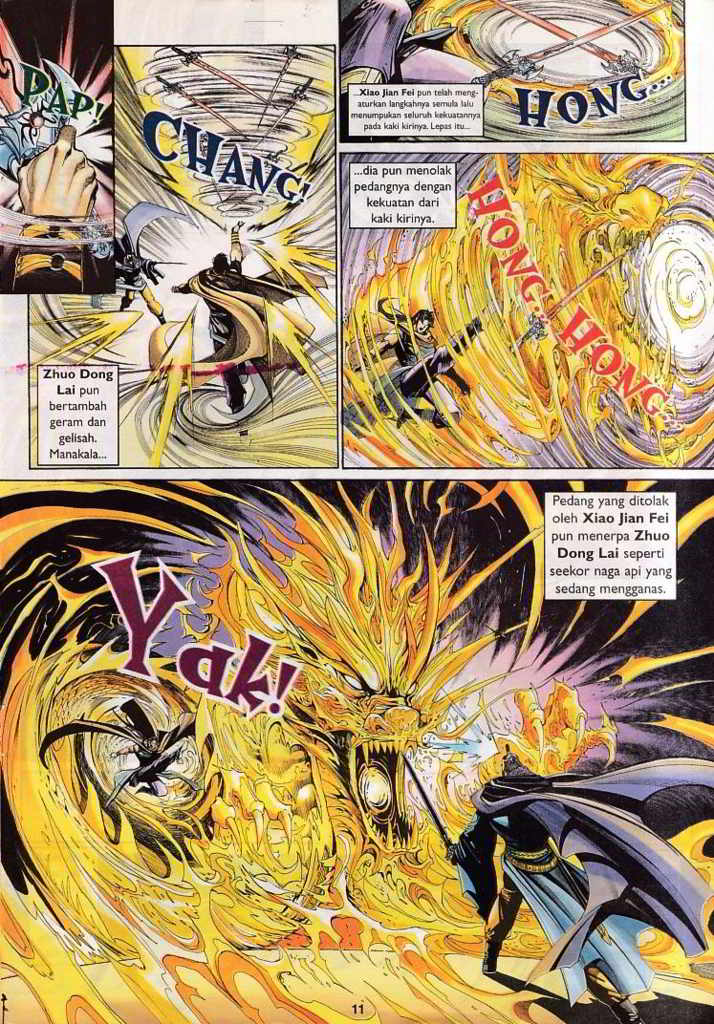 PAP!
CHANG!
Zhuo Dong
Lai pun
bertambah
geram dan
gelisah.
Manakala...
HONG...
...Xiao Jian Fei pun telah meng-
aturkan langkahnya semula lalu
menumpukan seluruh kekuatannya
pada kaki kirinya. Lepas itu...
...dia pun menolak
pedangnya dengan
kekuatan dari
kaki kirinya.
HONG... HONG...
Pedang yang ditolak
oleh Xiao Jian Fei
pun menerpa Zhuo
Dong Lai seperti
seekor naga api yang
sedang mengganas.
Yak!
11